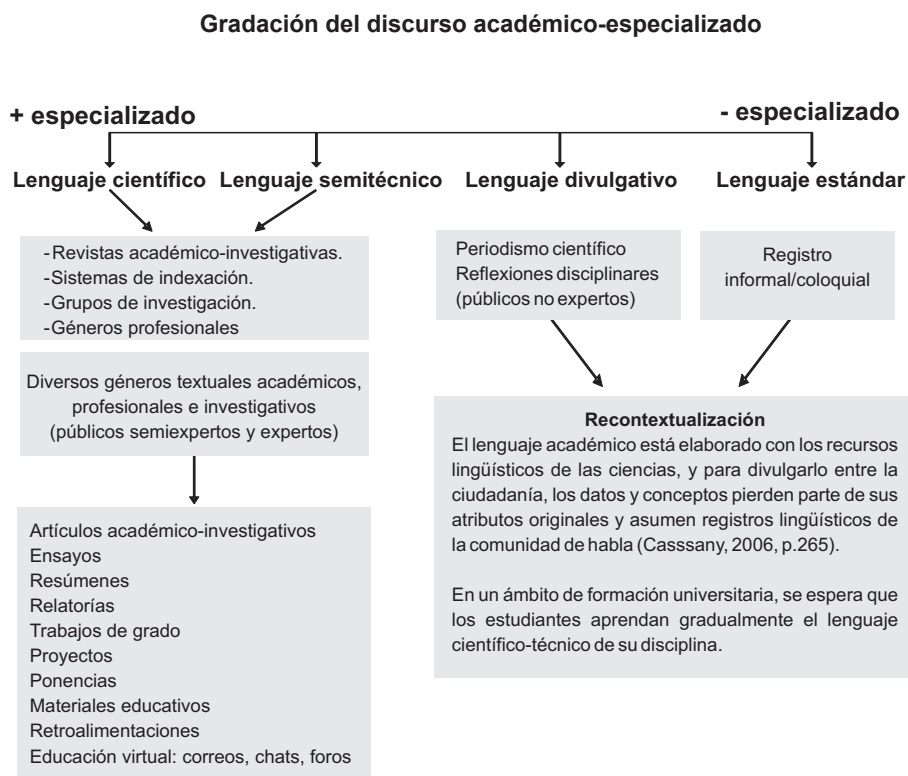 Gradación del discurso académico-especializado
+ especializado
- especializado
Lenguaje científico
Lenguaje semitécnico
Lenguaje divulgativo
Lenguaje estándar
-Revistas académico-investigativas.
-Sistemas de indexación.
-Grupos de investigación.
-Géneros profesionales
Diversos géneros textuales académicos,
profesionales e investigativos
(públicos semiexpertos y expertos)
Artículos académico-investigativos
Ensayos
Resúmenes
Relatorías
Trabajos de grado
Proyectos
Ponencias
Materiales educativos
Retroalimentaciones
Educación virtual: correos, chats, foros
Periodismo científico
Reflexiones disciplinares
(públicos no expertos)
Registro
informal/coloquial
Recontextualización
El lenguaje académico está elaborado con los recursos
lingüísticos de las ciencias, y para divulgarlo entre la
ciudadanía, los datos y conceptos pierden parte de sus
atributos originales y asumen registros lingüísticos de
la comunidad de habla (Casssany, 2006, p.265).
En un ámbito de formación universitaria, se espera que
los estudiantes aprendan gradualmente el lenguaje
científico-técnico de su disciplina.